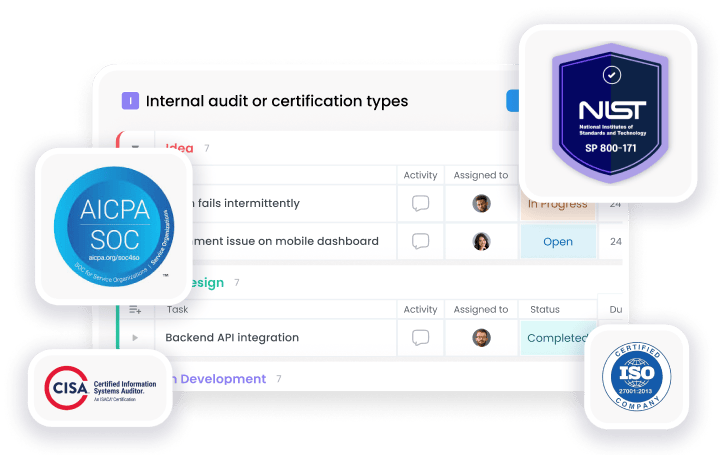 I Internal audit or certification types
NIST
National Institutes of
Standards and Technology
SP 800-171
Idea 7
Activity Assigned to
fails intermittently In Progress 24
ment issue on mobile dashboard Open 24
AICPA
SOC
aicpa.org/soc4so
SOC for Service Organizations | Service Organizations
TM
esign 7
Task Activity Assigned to Status Du
Backend API integration Completed
n Development 7
CISA
Certified Information
Systems Auditor.
An ISACA® Certification
CERTIFIED
ISO
27001:2013
COMPANY